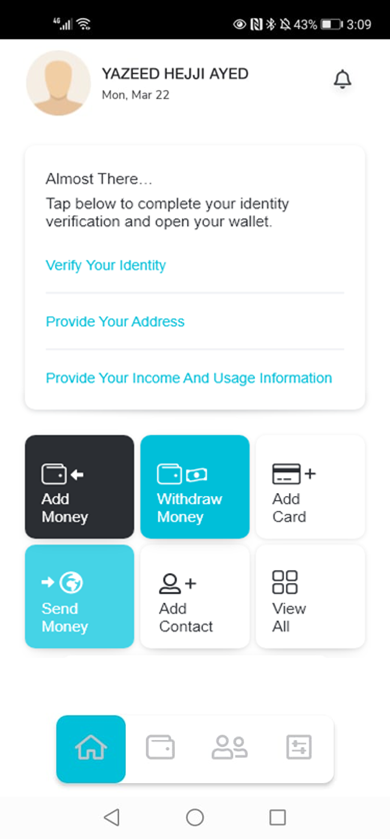 4G 43% 3:09
YAZEED HEJJI AYED
Mon, Mar 22
Almost There...
Tap below to complete your identity
verification and open your wallet.
Verify Your Identity
Provide Your Address
Provide Your Income And Usage Information
Add
Money
Withdraw
Money
Add
Card
Send
Money
Add
Contact
View
All